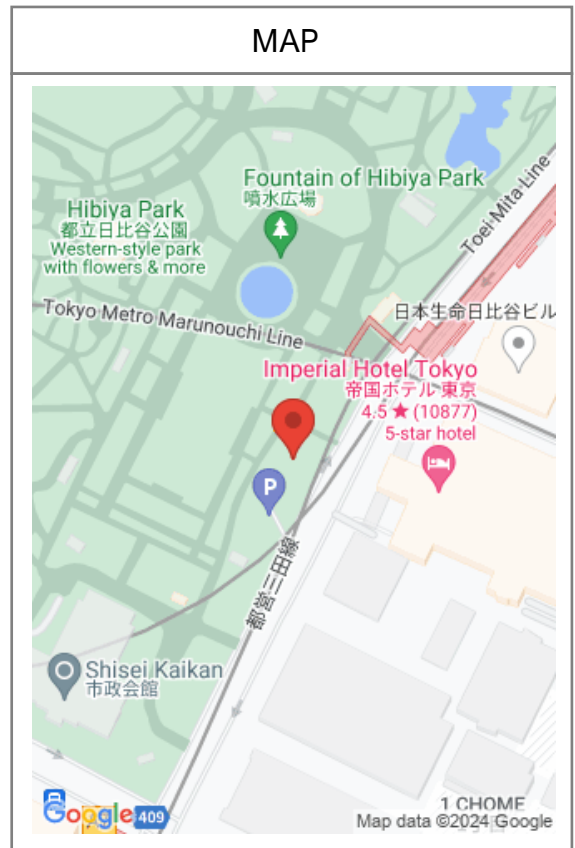 MAP
Fountain of Hibiya Park
噴水広場
Hibiya Park
都立日比谷公園
Western-style park
with flowers & more
Toei Mita Line
Tokyo Metro Marunouchi Line
日本生命日比谷ビル
Imperial Hotel Tokyo
帝国ホテル 東京
4.5 ★ (10877)
5-star hotel
P
都営三田線
Shisei Kaikan
市政会館
Google
409
1 CHOME
Map data ©2024 Google